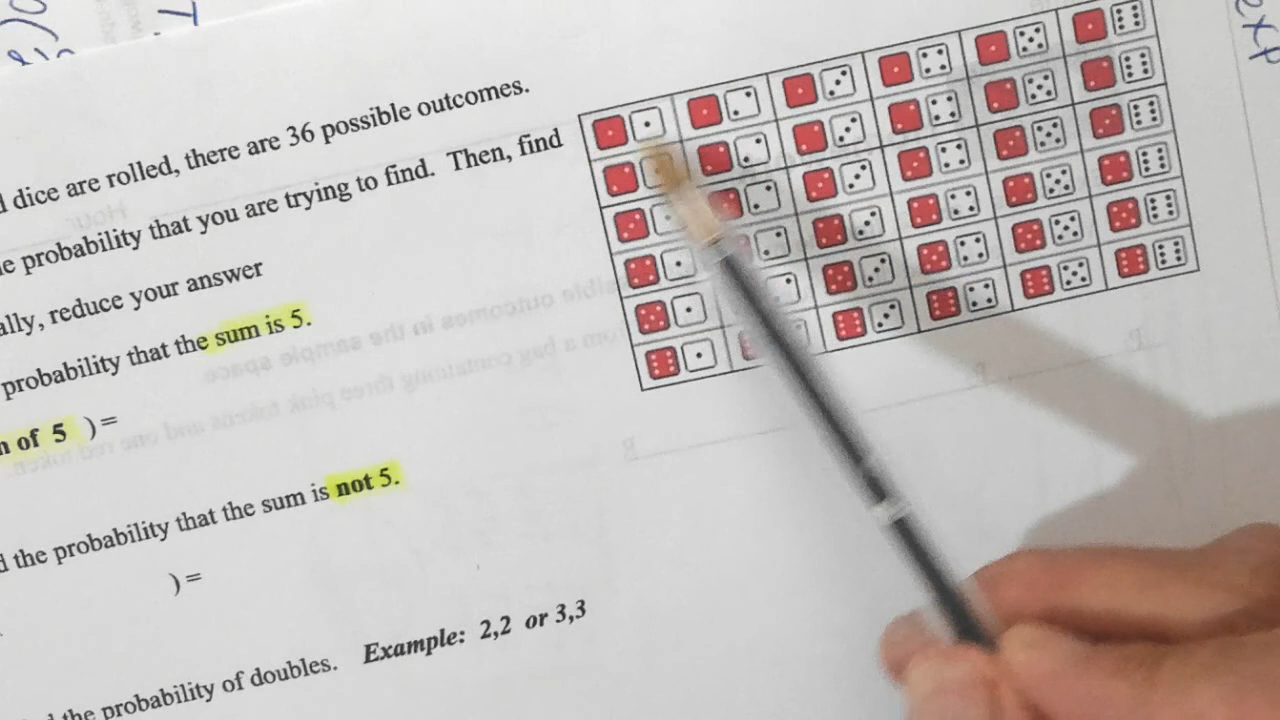 dice are rolled, there are 36 possible outcomes.
probability that you are trying to find. Then, find
reduce your answer
probability that the sum is 5.
of 5 ) =
the probability that the sum is not 5.
) =
the probability of doubles. Example: 2,2 or 3,3
exp